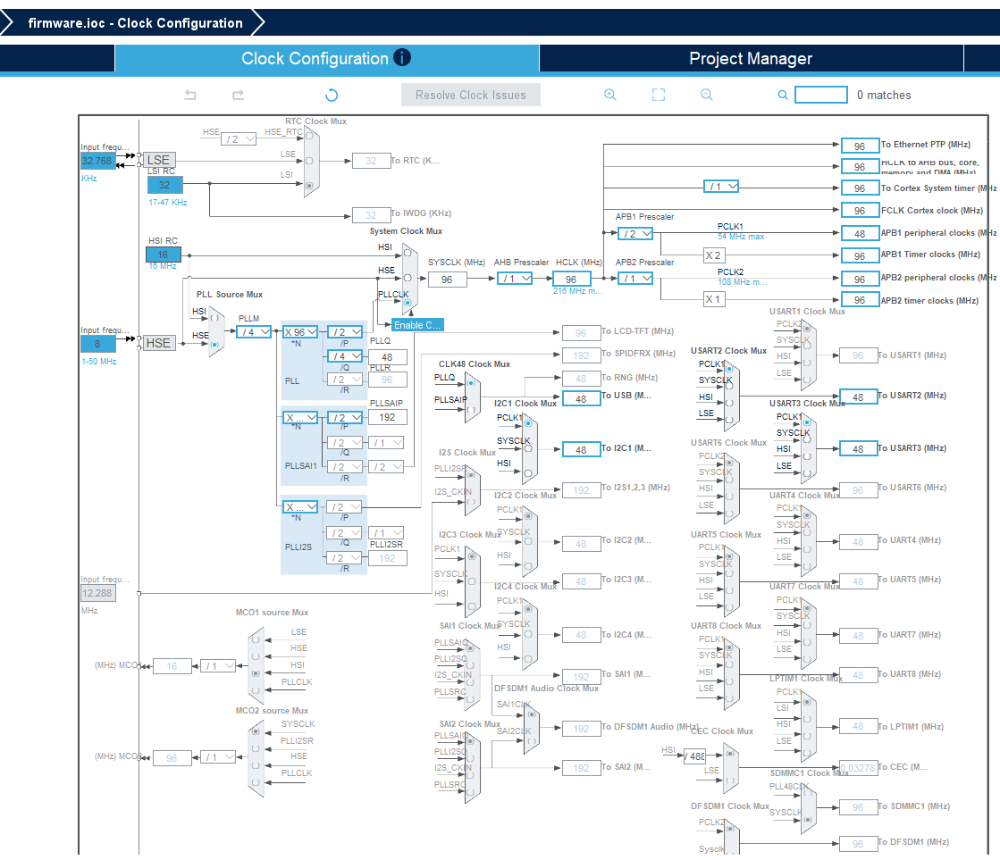 firmware.ioc - Clock Configuration
Clock Configuration
Project Manager
Resolve Clock Issues
0 matches
RTC Clock Mux
HSE
/ 2
HSE_RTC
Input frequ...
32.768
KHz
LSE
LSE
32
To RTC (K...
LSI RC
32
17-47 KHz
LSI
32
To IWDG (KHz)
System Clock Mux
HSI RC
16
16 MHz
HSI
HSE
PLLCLK
SYSCLK (MHz)
96
AHB Prescaler
/ 1
HCLK (MHz)
96
216 MHz m...
Enable C...
APB1 Prescaler
/ 2
PCLK1
54 MHz max
X 2
APB2 Prescaler
/ 1
PCLK2
108 MHz m...
X 1
96
To Ethernet PTP (MHz)
96
HCLK to AHB bus, core,
memory and DMA (MHz)
/ 1
96
To Cortex System timer (MHz
96
FCLK Cortex clock (MHz)
48
APB1 peripheral clocks (MHz
96
APB1 Timer clocks (MHz)
96
APB2 peripheral clocks (MHz
96
APB2 timer clocks (MHz)
PLL Source Mux
HSI
HSE
Input frequ...
8
1-50 MHz
HSE
PLLM
/ 4
X 96
*N
/ 2
/P
PLLQ
/ 4
48
/Q
PLLR
/ 2
96
/R
PLL
PLLSAIP
X ...
*N
/ 2
192
/P
/ 2
/ 1
/Q
PLLSAI1
/ 2
/ 2
/R
X ...
*N
/ 2
/P
/ 2
/ 1
/Q
PLLI2SR
PLLI2S
/ 2
192
/R
96
To LCD-TFT (MHz)
192
To SPIDFRX (MHz)
CLK48 Clock Mux
PLLQ
PLLSAIP
48
To RNG (MHz)
48
To USB (M...
I2C1 Clock Mux
PCLK1
SYSCLK
HSI
48
To I2C1 (M...
I2S Clock Mux
PLLI2SR
I2S_CKIN
192
To I2S1,2,3 (MHz)
I2C2 Clock Mux
PCLK1
SYSCLK
HSI
48
To I2C2 (M...
I2C3 Clock Mux
PCLK1
SYSCLK
HSI
48
To I2C3 (M...
I2C4 Clock Mux
PCLK1
SYSCLK
HSI
48
To I2C4 (M...
Input frequ...
12.288
MHz
SAI1 Clock Mux
PLLSAIQ
PLLI2SQ
I2S_CKIN
PLLSRC
192
To SAI1 (M...
DFSDM1 Audio Clock Mux
SAI1CLK
SAI2CLK
192
To DFSDM1 Audio (MHz)
SAI2 Clock Mux
PLLSAIQ
PLLI2SQ
I2S_CKIN
PLLSRC
192
To SAI2 (M...
MCO1 source Mux
LSE
HSE
HSI
PLLCLK
(MHz) MCO1
16
/ 1
MCO2 source Mux
SYSCLK
PLLI2SR
HSE
PLLCLK
(MHz) MCO2
96
/ 1
USART1 Clock Mux
PCLK2
SYSCLK
HSI
LSE
96
To USART1 (MHz)
USART2 Clock Mux
PCLK1
SYSCLK
HSI
LSE
48
To USART2 (MHz)
USART3 Clock Mux
PCLK1
SYSCLK
HSI
LSE
48
To USART3 (MHz)
USART6 Clock Mux
PCLK2
SYSCLK
HSI
LSE
96
To USART6 (MHz)
UART4 Clock Mux
PCLK1
SYSCLK
HSI
LSE
48
To UART4 (MHz)
UART5 Clock Mux
PCLK1
SYSCLK
HSI
LSE
48
To UART5 (MHz)
UART7 Clock Mux
PCLK1
SYSCLK
HSI
LSE
48
To UART7 (MHz)
UART8 Clock Mux
PCLK1
SYSCLK
HSI
LSE
48
To UART8 (MHz)
LPTIM1 Clock Mux
PCLK1
LSI
HSI
LSE
48
To LPTIM1 (MHz)
CEC Clock Mux
HSI
/ 488
LSE
0.03278
To CEC (M...
SDMMC1 Clock Mux
PLL48CLK
SYSCLK
96
To SDMMC1 (MHz)
DFSDM1 Clock Mux
PCLK2
Sysclk
96
To DFSDM1 (MHz)